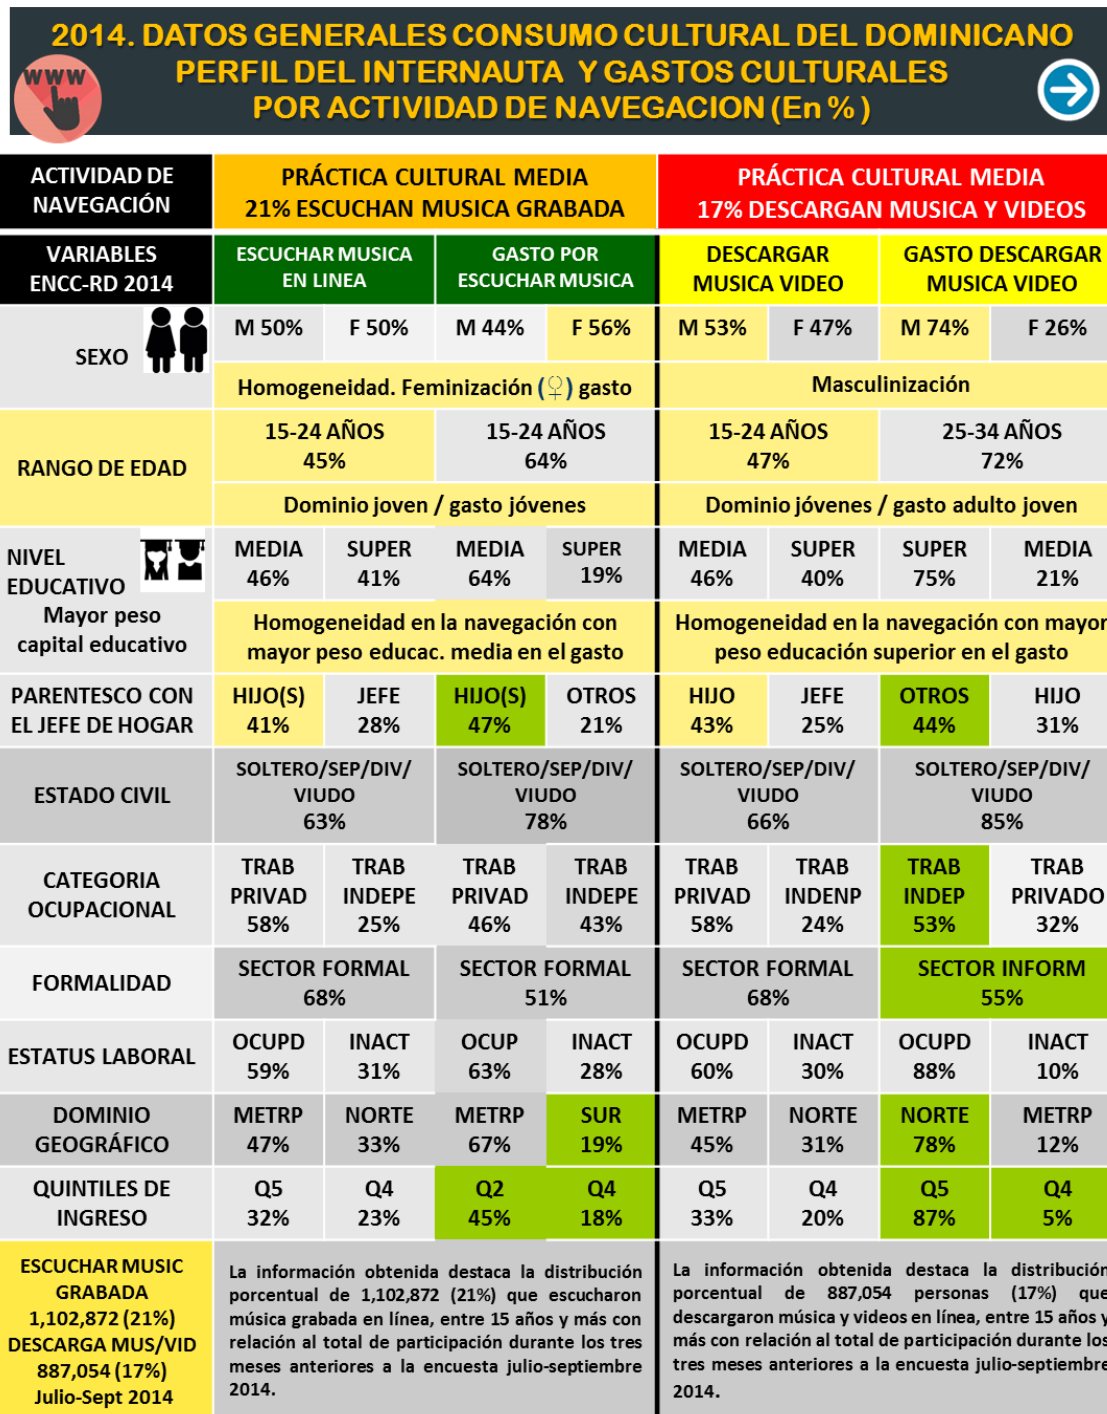 2014. DATOS GENERALES CONSUMO CULTURAL DEL DOMINICANO
PERFIL DEL INTERNAUTA Y GASTOS CULTURALES
POR ACTIVIDAD DE NAVEGACION (En % )
WWW
ACTIVIDAD DE
NAVEGACIÓN
PRÁCTICA CULTURAL MEDIA
21% ESCUCHAN MUSICA GRABADA
PRÁCTICA CULTURAL MEDIA
17% DESCARGAN MUSICA Y VIDEOS
VARIABLES
ENCC-RD 2014
ESCUCHAR MUSICA
EN LINEA
GASTO POR
ESCUCHAR MUSICA
DESCARGAR
MUSICA VIDEO
GASTO DESCARGAR
MUSICA VIDEO
SEXO
M 50%
F 50%
M 44%
F 56%
M 53%
F 47%
M 74%
F 26%
Homogeneidad. Feminización (♀) gasto
Masculinización
RANGO DE EDAD
15-24 AÑOS
45%
15-24 AÑOS
64%
15-24 AÑOS
47%
25-34 AÑOS
72%
Dominio joven / gasto jóvenes
Dominio jóvenes / gasto adulto joven
NIVEL
EDUCATIVO
Mayor peso
capital educativo
MEDIA
46%
SUPER
41%
MEDIA
64%
SUPER
19%
MEDIA
46%
SUPER
40%
SUPER
75%
MEDIA
21%
Homogeneidad en la navegación con
mayor peso educac. media en el gasto
Homogeneidad en la navegación con mayor
peso educación superior en el gasto
PARENTESCO CON
EL JEFE DE HOGAR
HIJO(S)
41%
JEFE
28%
HIJO(S)
47%
OTROS
21%
HIJO
43%
JEFE
25%
OTROS
44%
HIJO
31%
ESTADO CIVIL
SOLTERO/SEP/DIV/
VIUDO
63%
SOLTERO/SEP/DIV/
VIUDO
78%
SOLTERO/SEP/DIV/
VIUDO
66%
SOLTERO/SEP/DIV/
VIUDO
85%
CATEGORIA
OCUPACIONAL
TRAB
PRIVAD
58%
TRAB
INDEPE
25%
TRAB
PRIVAD
46%
TRAB
INDEPE
43%
TRAB
PRIVAD
58%
TRAB
INDENP
24%
TRAB
INDEP
53%
TRAB
PRIVADO
32%
FORMALIDAD
SECTOR FORMAL
68%
SECTOR FORMAL
51%
SECTOR FORMAL
68%
SECTOR INFORM
55%
ESTATUS LABORAL
OCUPD
59%
INACT
31%
OCUP
63%
INACT
28%
OCUPD
60%
INACT
30%
OCUPD
88%
INACT
10%
DOMINIO
GEOGRÁFICO
METRP
47%
NORTE
33%
METRP
67%
SUR
19%
METRP
45%
NORTE
31%
NORTE
78%
METRP
12%
QUINTILES DE
INGRESO
Q5
32%
Q4
23%
Q2
45%
Q4
18%
Q5
33%
Q4
20%
Q5
87%
Q4
5%
ESCUCHAR MUSIC
GRABADA
1,102,872 (21%)
DESCARGA MUS/VID
887,054 (17%)
Julio-Sept 2014
La información obtenida destaca la distribución
porcentual de 1,102,872 (21%) que escucharon
música grabada en línea, entre 15 años y más con
relación al total de participación durante los tres
meses anteriores a la encuesta julio-septiembre
2014.
La información obtenida destaca la distribución
porcentual de 887,054 personas (17%) que
descargaron música y videos en línea, entre 15 años y
más con relación al total de participación durante los
tres meses anteriores a la encuesta julio-septiembre
2014.